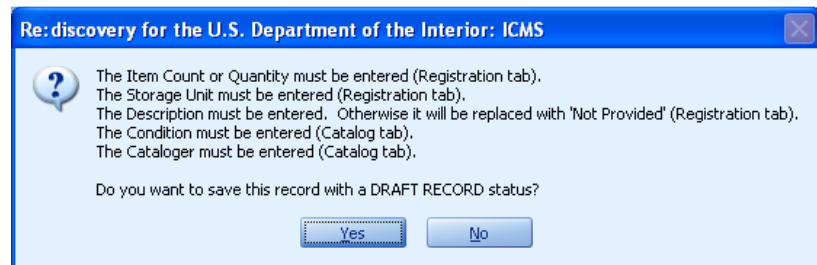 Re:discovery for the U.S. Department of the Interior: ICMS
The Item Count or Quantity must be entered (Registration tab).
The Storage Unit must be entered (Registration tab).
The Description must be entered.  Otherwise it will be replaced with 'Not Provided' (Registration tab).
The Condition must be entered (Catalog tab).
The Cataloger must be entered (Catalog tab).
Do you want to save this record with a DRAFT RECORD status?
Yes No